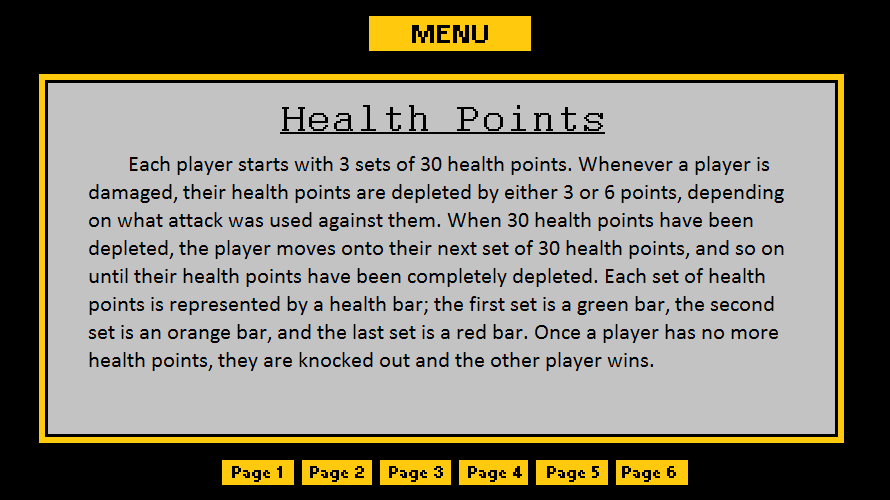 MENU
Health Points
Each player starts with 3 sets of 30 health points. Whenever a player is
damaged, their health points are depleted by either 3 or 6 points, depending
on what attack was used against them. When 30 health points have been
depleted, the player moves onto their next set of 30 health points, and so on
until their health points have been completely depleted. Each set of health
points is represented by a health bar; the first set is a green bar, the second
set is an orange bar, and the last set is a red bar. Once a player has no more
health points, they are knocked out and the other player wins.
Page 1 Page 2 Page 3 Page 4 Page 5 Page 6